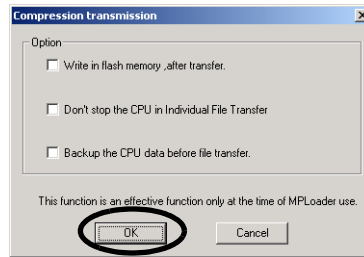 Compression transmission
Option
Write in flash memory ,after transfer.
Don't stop the CPU in Individual File Transfer
Backup the CPU data before file transfer.
This function is an effective function only at the time of MPLoader use.
OK
Cancel